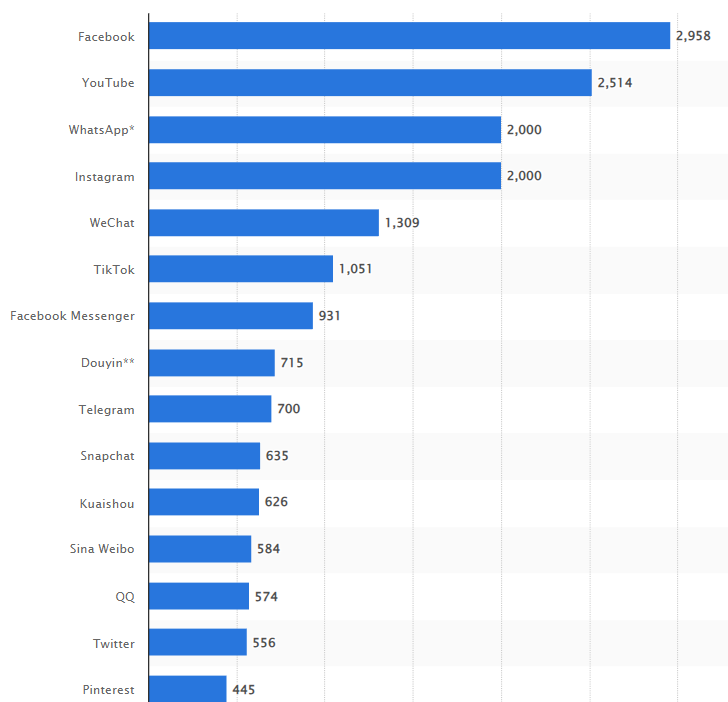 Facebook 2,958
YouTube 2,514
WhatsApp* 2,000
Instagram 2,000
WeChat 1,309
TikTok 1,051
Facebook Messenger 931
Douyin** 715
Telegram 700
Snapchat 635
Kuaishou 626
Sina Weibo 584
QQ 574
Twitter 556
Pinterest 445